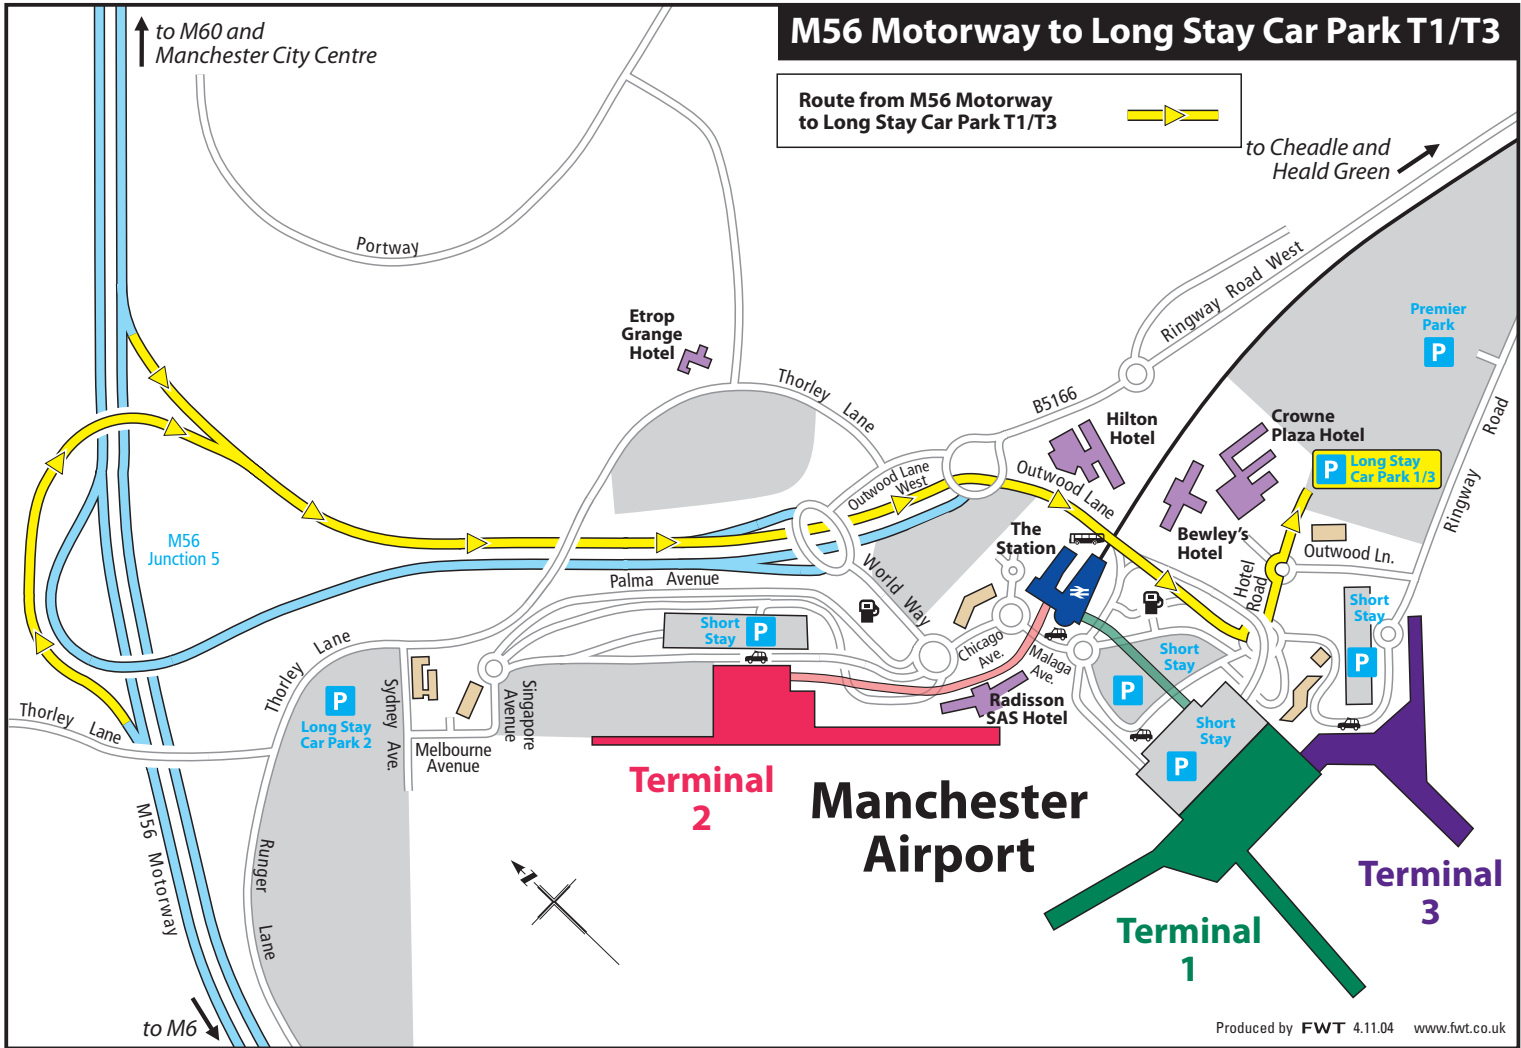 M56 Motorway to Long Stay Car Park T1/T3
to M60 and
Manchester City Centre
Route from M56 Motorway
to Long Stay Car Park T1/T3
to Cheadle and
Heald Green
Portway
Ringway Road West
Etrop
Grange
Hotel
Premier
Park
P
Thorley Lane
B5166
Hilton
Hotel
Crowne
Plaza Hotel
Ringway Road
P
Long Stay
Car Park 1/3
Outwood Lane
West
Outwood Lane
M56
Junction 5
The
Station
Bewley's
Hotel
Outwood Ln.
Hotel
Road
Palma Avenue
World Way
Short
Stay
P
Short
Stay
P
Chicago
Ave.
Malaga
Ave.
Short
Stay
P
Thorley Lane
Thorley Lane
P
Long Stay
Car Park 2
Sydney Ave.
Singapore
Avenue
Melbourne
Avenue
Radisson
SAS Hotel
Short
Stay
P
Terminal
2
Manchester
Airport
M56 Motorway
Runger Lane
Terminal
3
Terminal
1
N
to M6
Produced by FWT 4.11.04 www.fwt.co.uk